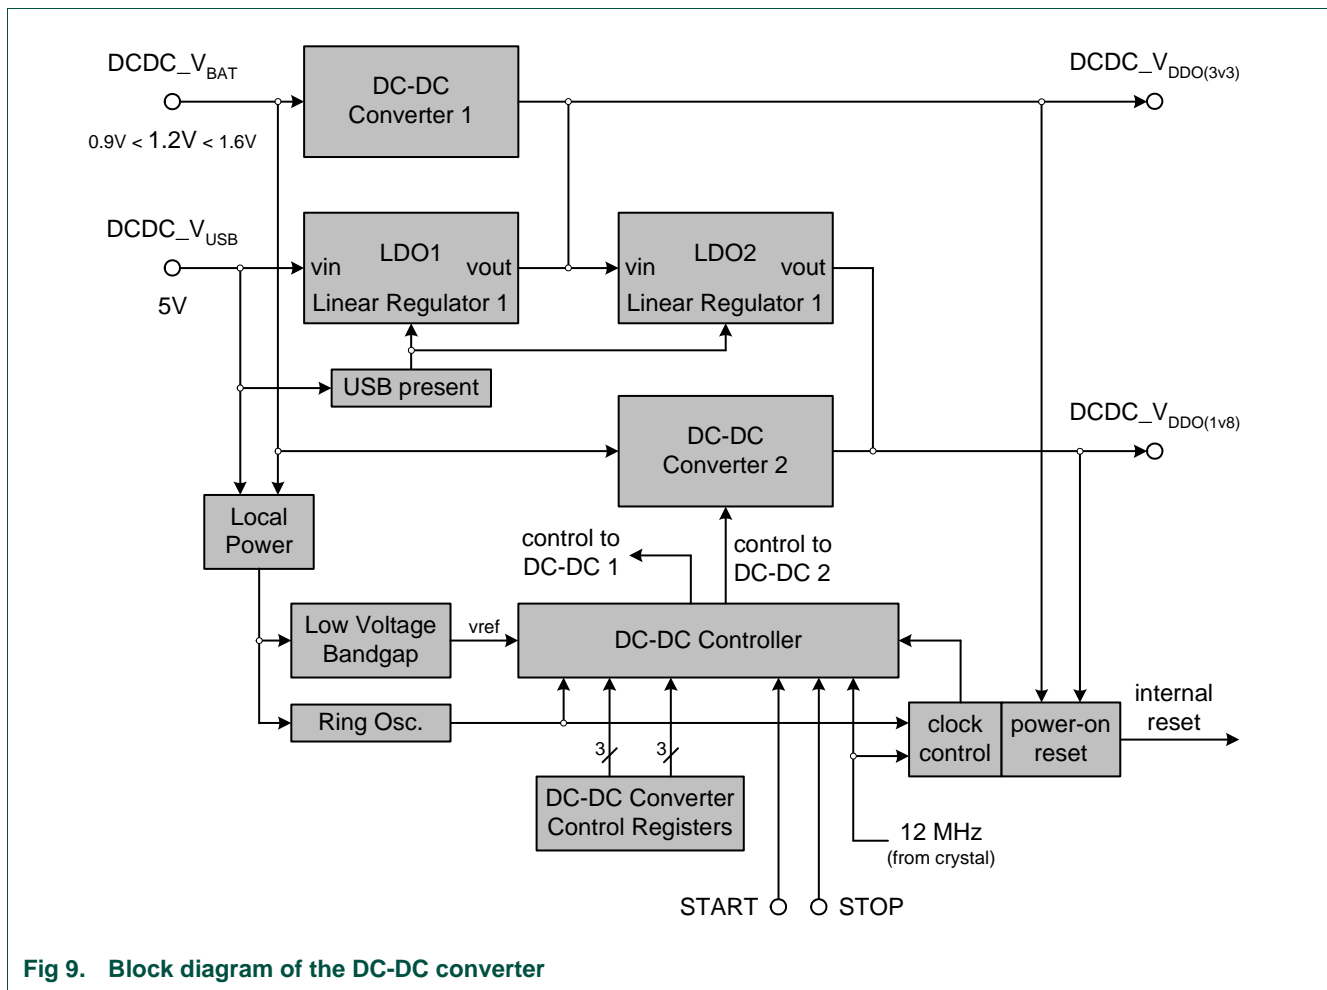 DCDC_VBAT
DC-DC
Converter 1
DCDC_VDDO(3v3)
0.9V < 1.2V < 1.6V
DCDC_VUSB
5V
LDO1
vin
vout
Linear Regulator 1
LDO2
vin
vout
Linear Regulator 1
USB present
DC-DC
Converter 2
DCDC_VDDO(1v8)
Local
Power
control to
DC-DC 1
control to
DC-DC 2
Low Voltage
Bandgap
vref
DC-DC Controller
Ring Osc.
clock
control
power-on
reset
internal
reset
3
3
DC-DC Converter
Control Registers
12 MHz
(from crystal)
START
STOP
Fig 9. Block diagram of the DC-DC converter